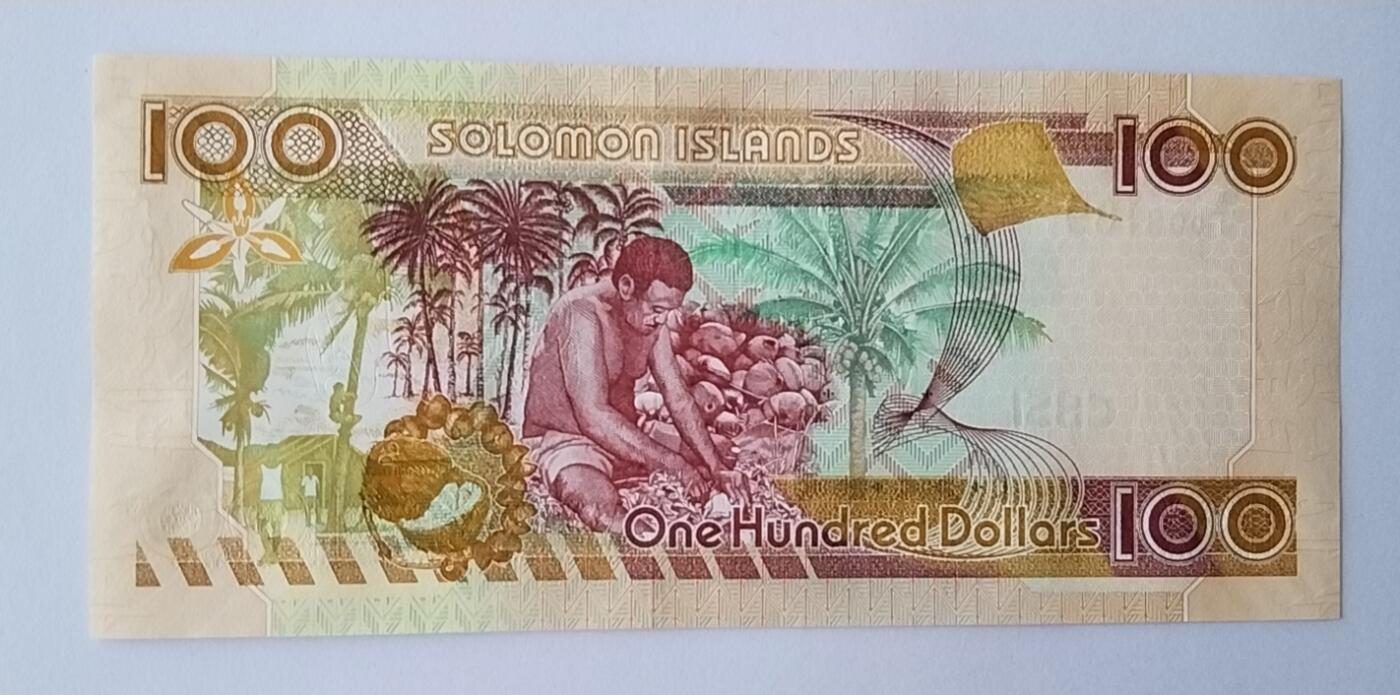 100 SOLOMON ISLANDS 100
One Hundred Dollars 100